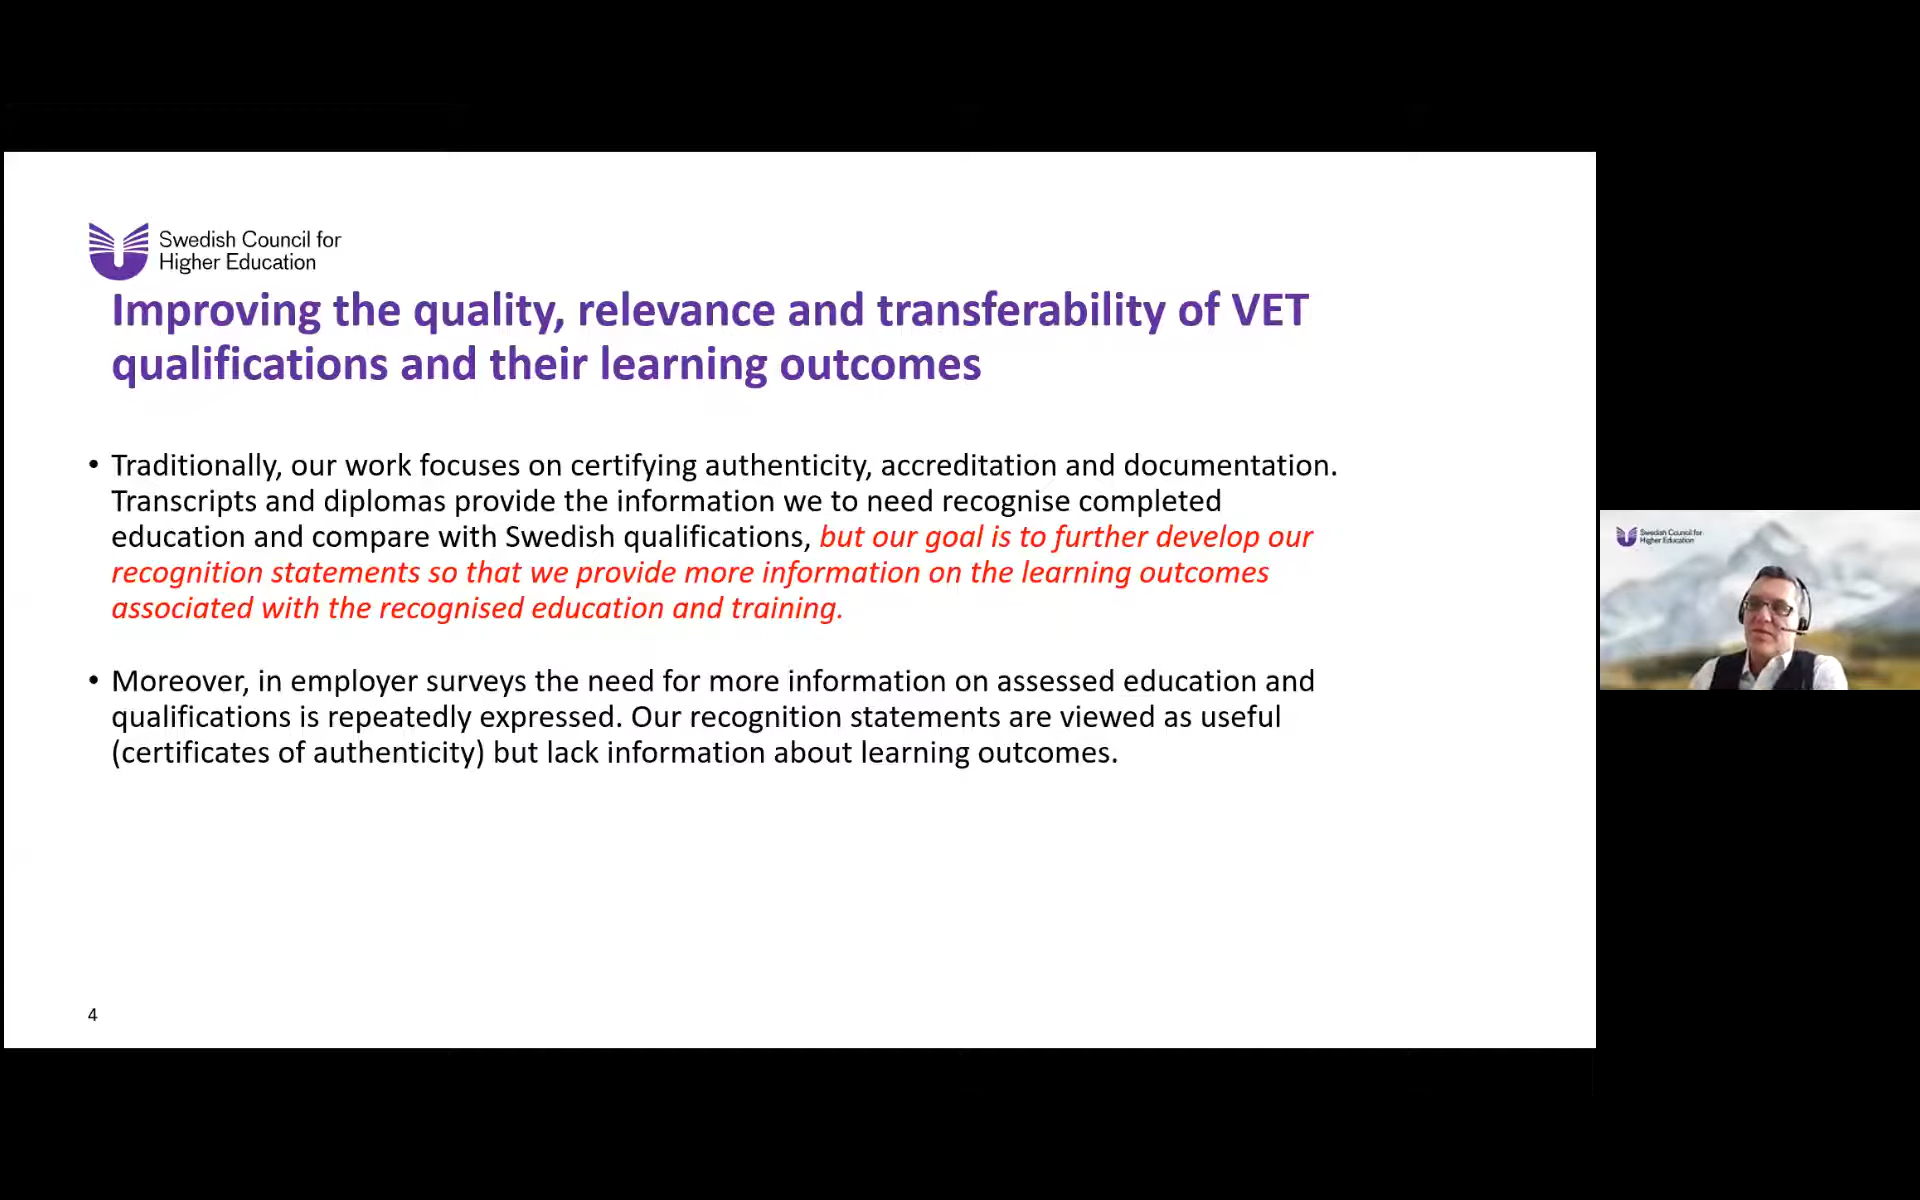 Swedish Council for
Higher Education
Improving the quality, relevance and transferability of VET
qualifications and their learning outcomes
• Traditionally, our work focuses on certifying authenticity, accreditation and documentation.
Transcripts and diplomas provide the information we to need recognise completed
education and compare with Swedish qualifications, but our goal is to further develop our
recognition statements so that we provide more information on the learning outcomes
associated with the recognised education and training.
• Moreover, in employer surveys the need for more information on assessed education and
qualifications is repeatedly expressed. Our recognition statements are viewed as useful
(certificates of authenticity) but lack information about learning outcomes.
4
Swedish Council for
Higher Education